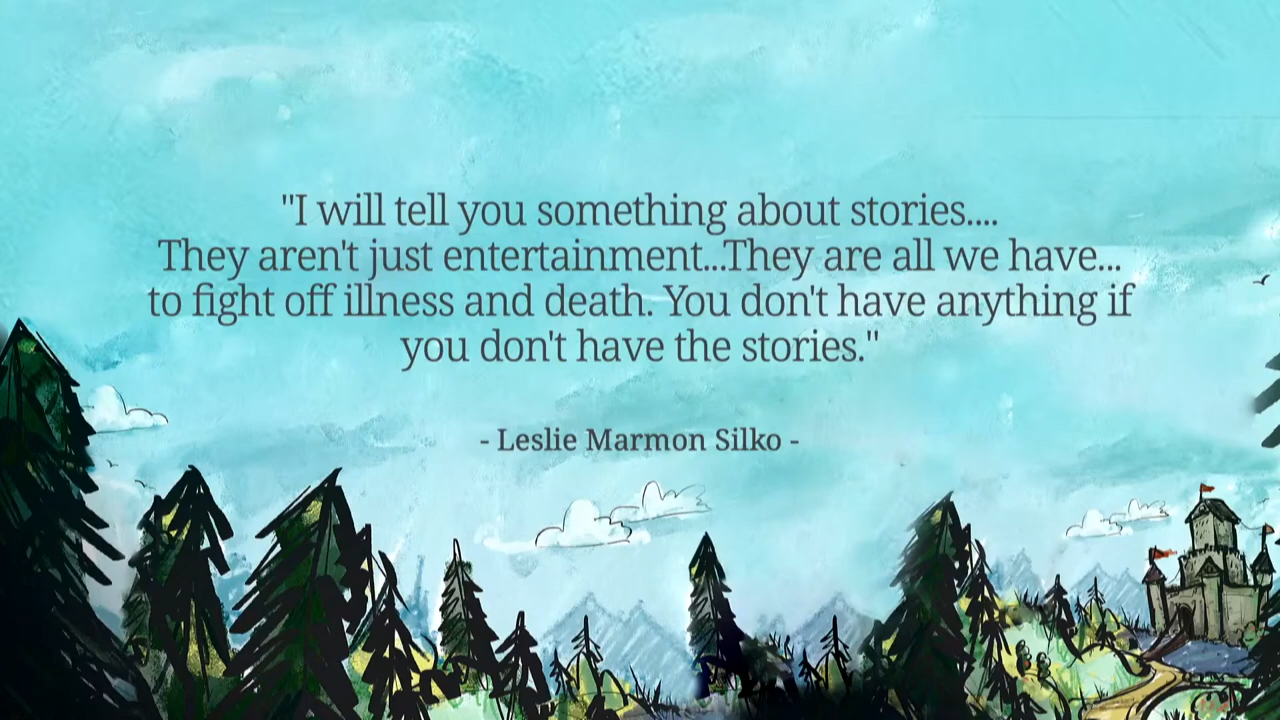 "I will tell you something about stories....
They aren't just entertainment...They are all we have...
to fight off illness and death. You don't have anything if
you don't have the stories."
- Leslie Marmon Silko -